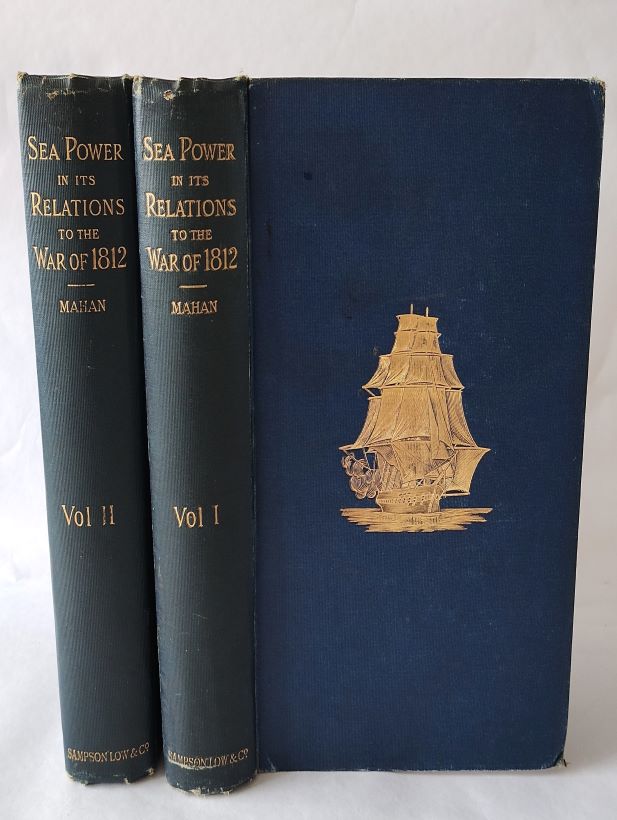 SEA POWER
IN ITS
RELATIONS
TO THE
WAR OF 1812
MAHAN
Vol II
SAMPSON LOW & Co
SEA POWER
IN ITS
RELATIONS
TO THE
WAR OF 1812
MAHAN
Vol I
SAMPSON LOW & Co